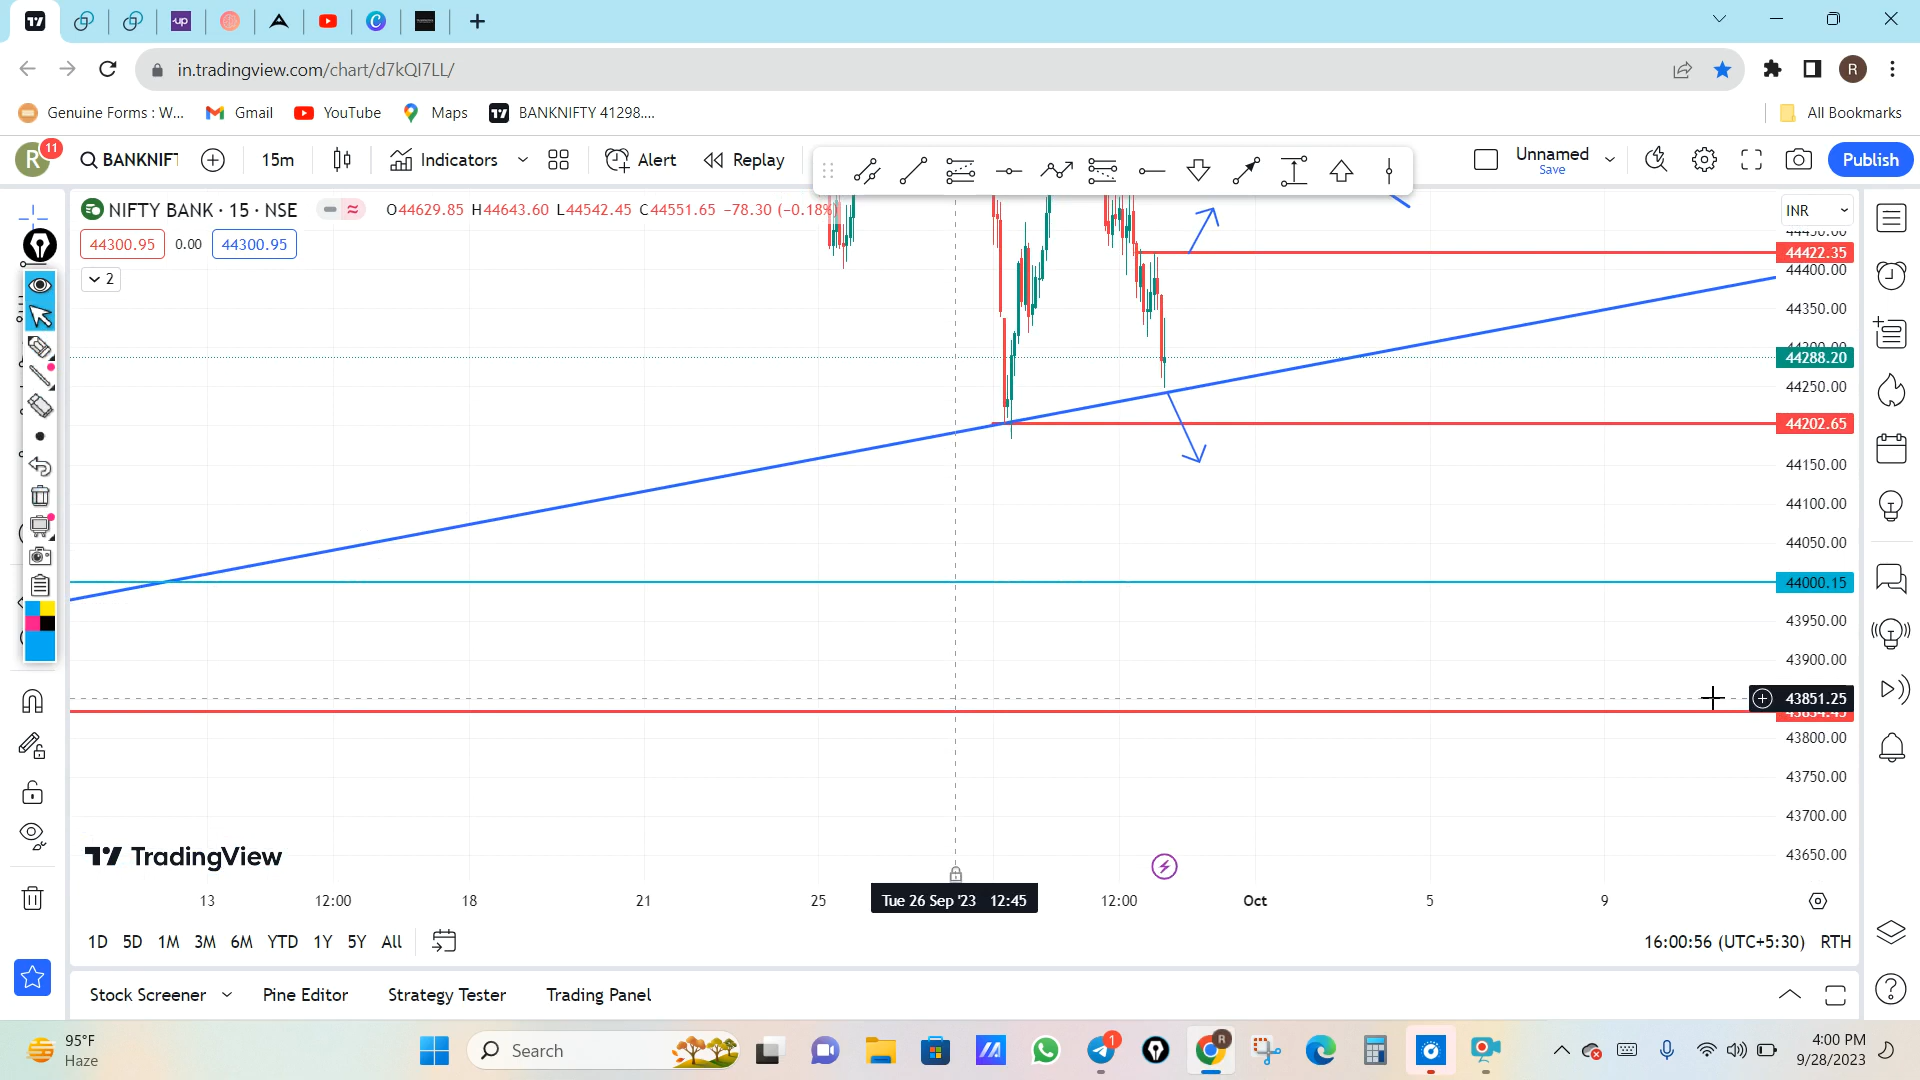 up
C
in.tradingview.com/chart/d7kQI7LL/
R
Genuine Forms : W...
Gmail
YouTube
Maps
BANKNIFTY 41298....
All Bookmarks
R
11
BANKNIFT
15m
Indicators
Alert
Replay
Unnamed
Save
Publish
NIFTY BANK · 15 · NSE
O44629.85 H44643.60 L44542.45 C44551.65 −78.30 (−0.18%)
INR
44300.95
0.00
44300.95
2
44422.35
44400.00
44350.00
44288.20
44250.00
44202.65
44150.00
44100.00
44050.00
44000.15
43950.00
43900.00
43851.25
43800.00
43750.00
43700.00
43650.00
TradingView
13
12:00
18
21
25
Tue 26 Sep '23 12:45
12:00
Oct
5
9
1D 5D 1M 3M 6M YTD 1Y 5Y All
16:00:56 (UTC+5:30) RTH
Stock Screener
Pine Editor
Strategy Tester
Trading Panel
95°F
Haze
Search
1
R
4:00 PM
9/28/2023